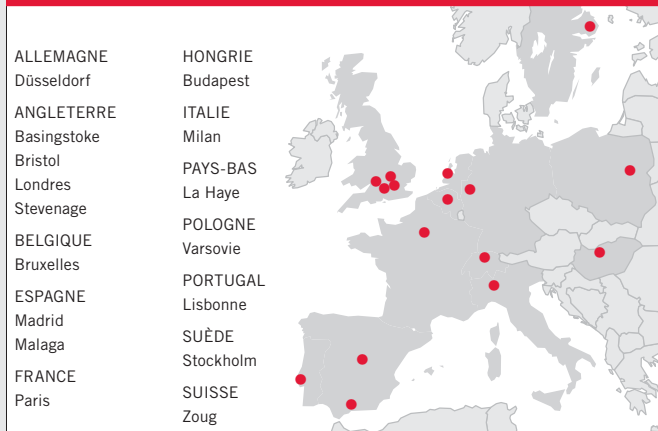 ALLEMAGNE
Düsseldorf
ANGLETERRE
Basingstoke
Bristol
Londres
Stevenage
BELGIQUE
Bruxelles
ESPAGNE
Madrid
Malaga
FRANCE
Paris
HONGRIE
Budapest
ITALIE
Milan
PAYS-BAS
La Haye
POLOGNE
Varsovie
PORTUGAL
Lisbonne
SUÈDE
Stockholm
SUISSE
Zoug